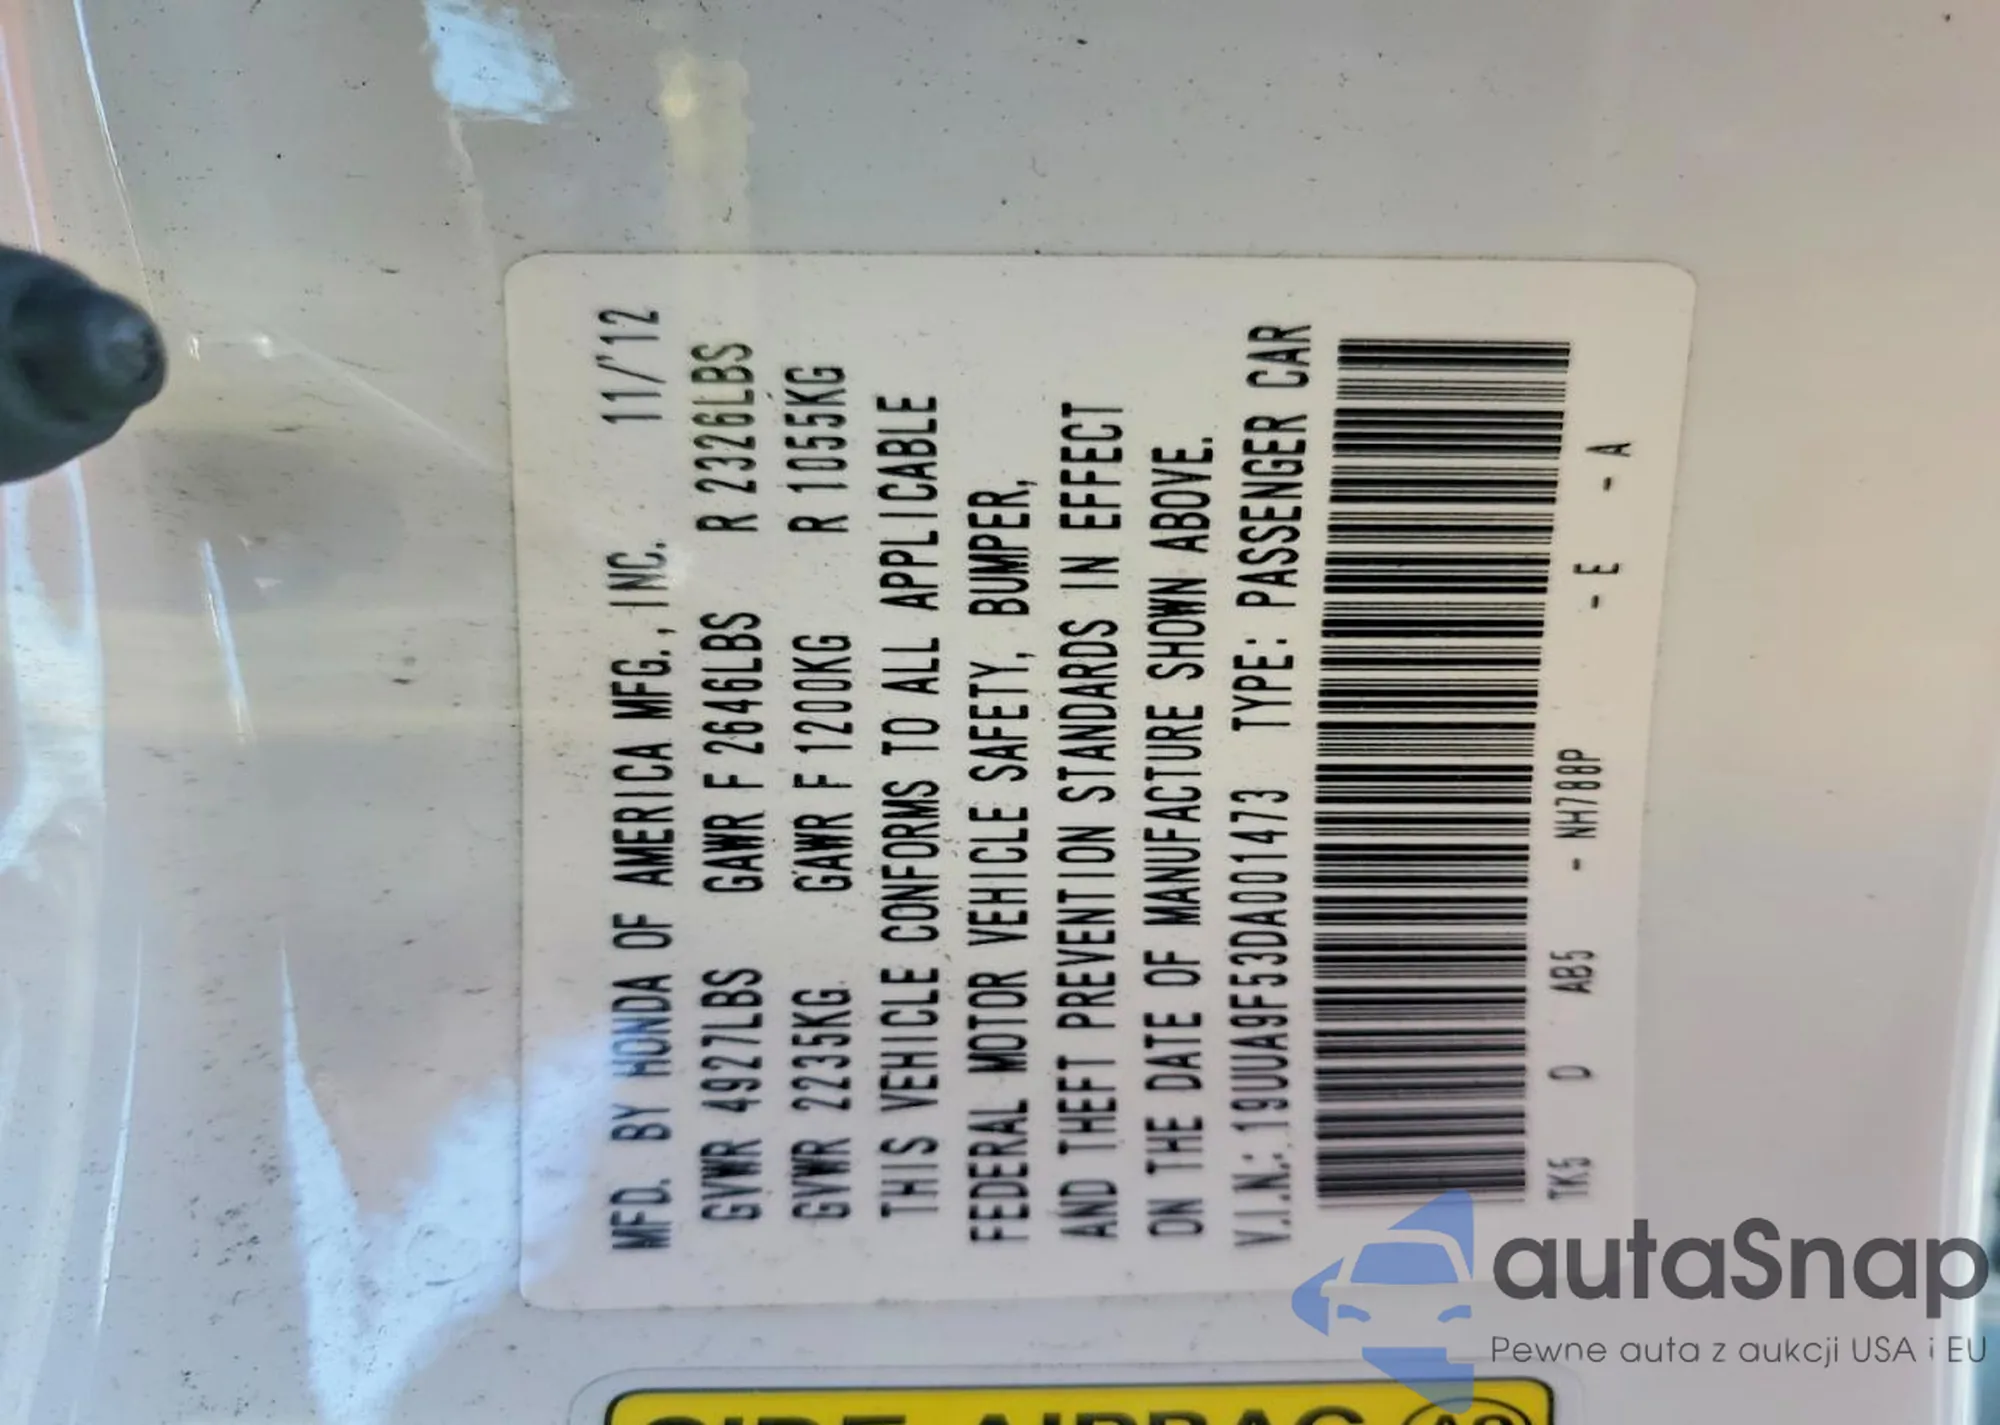 MFD. BY HONDA OF AMERICA MFG., INC. 11/'12
GVWR 4927LBS GAWR F 2646LBS R 2326LBS
GVWR 2235KG GAWR F 1200KG R 1055KG
THIS VEHICLE CONFORMS TO ALL APPLICABLE
FEDERAL MOTOR VEHICLE SAFETY, BUMPER,
AND THEFT PREVENTION STANDARDS IN EFFECT
ON THE DATE OF MANUFACTURE SHOWN ABOVE.
V.I.N.: 19UUA9F53DA001473 TYPE: PASSENGER CAR
TK5 D AB5 - NH788P - E - A
SIDE AIRBAG
autaSnap
Pewne auta z aukcji USA i EU